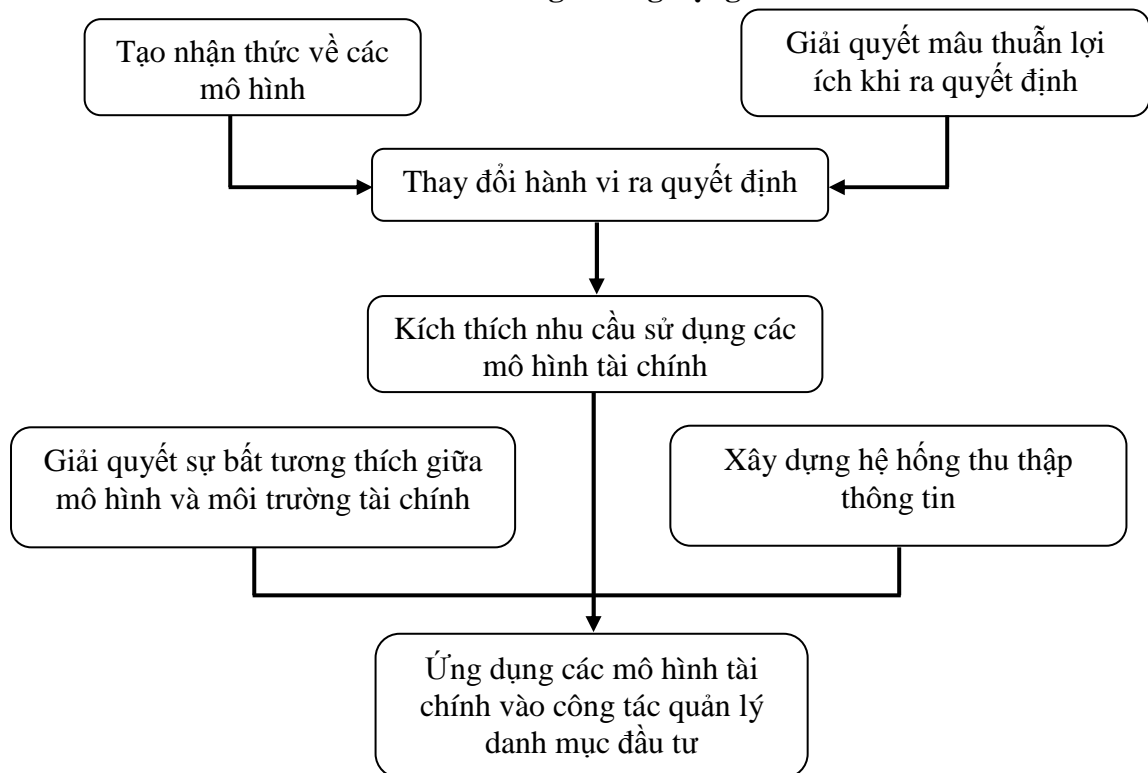 Tạo nhận thức về các
mô hình
Giải quyết mâu thuẫn lợi
ích khi ra quyết định
Thay đổi hành vi ra quyết định
Kích thích nhu cầu sử dụng các
mô hình tài chính
Giải quyết sự bất tương thích giữa
mô hình và môi trường tài chính
Xây dựng hệ hống thu thập
thông tin
Ứng dụng các mô hình tài
chính vào công tác quản lý
danh mục đầu tư